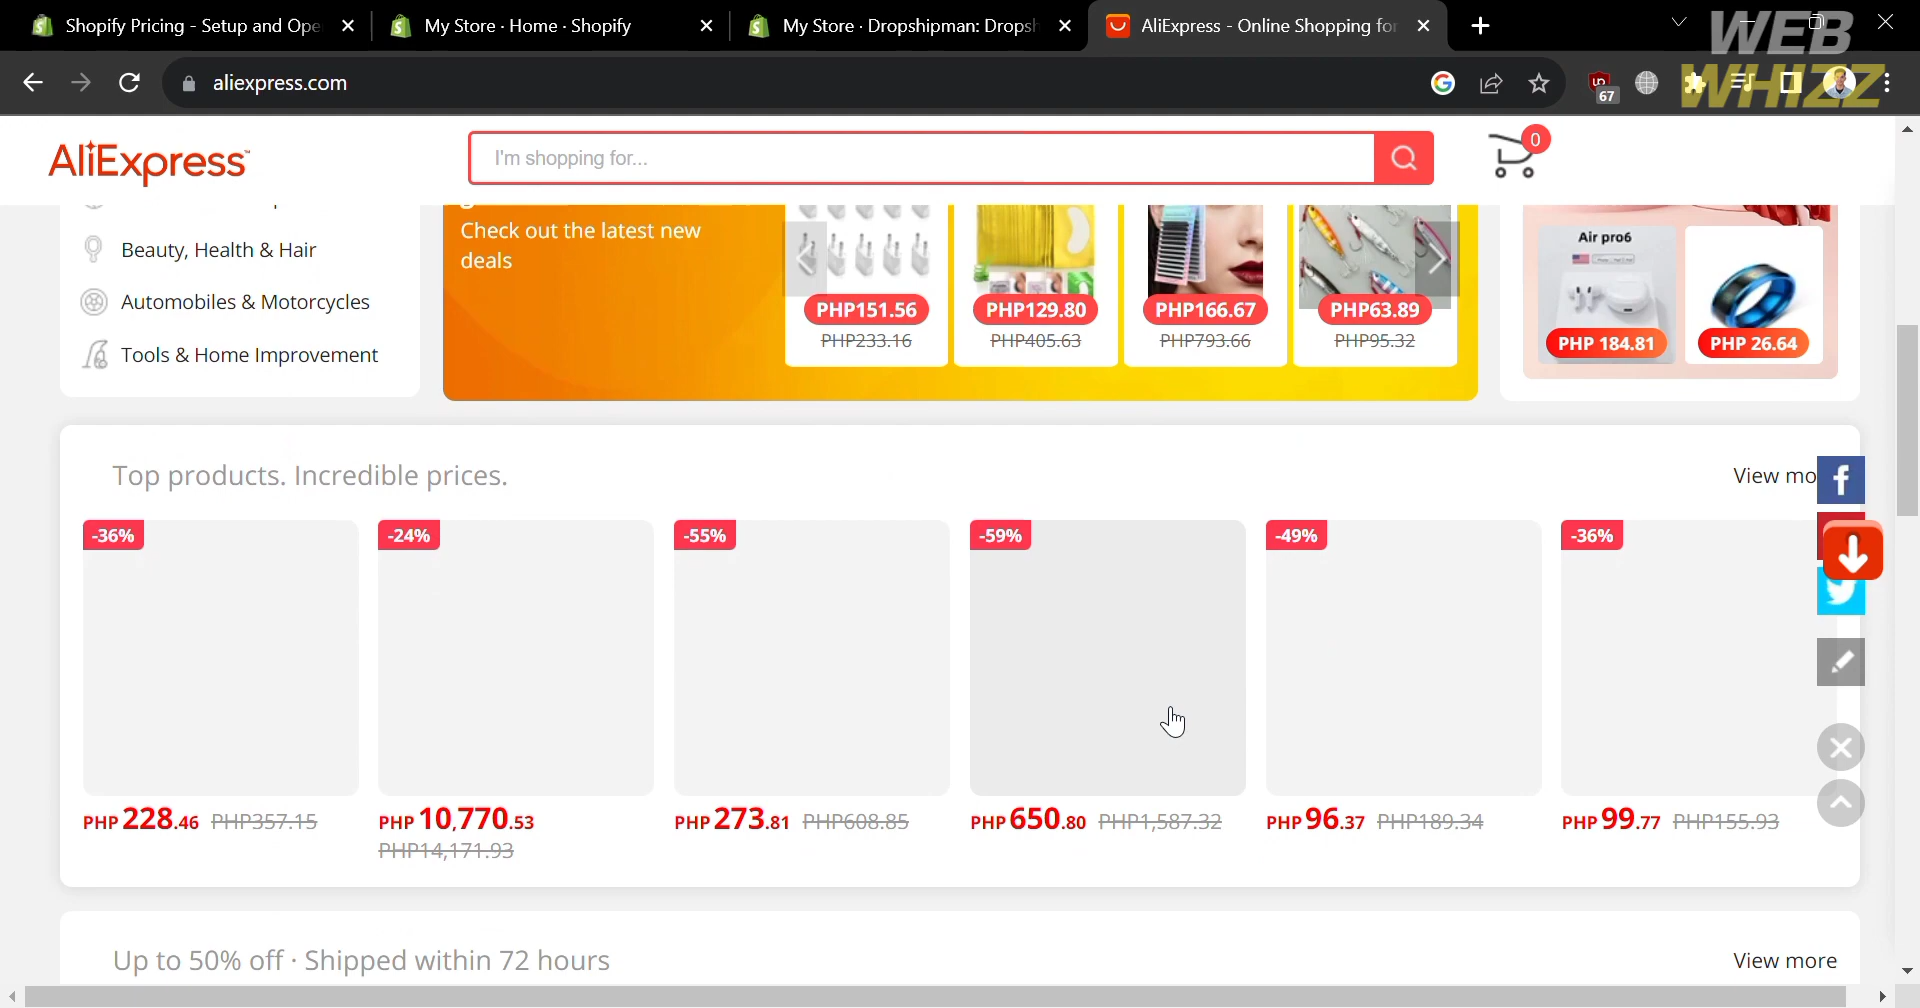 Shopify Pricing - Setup and Ope
My Store · Home · Shopify
My Store · Dropshipman: Dropsh
AliExpress - Online Shopping for
WEB
WHIZZ
aliexpress.com
67
AliExpress
I'm shopping for...
0
Beauty, Health & Hair
Automobiles & Motorcycles
Tools & Home Improvement
Check out the latest new
deals
PHP151.56
PHP233.16
PHP129.80
PHP405.63
PHP166.67
PHP793.66
PHP63.89
PHP95.32
Air pro6
PHP 184.81
PHP 26.64
Top products. Incredible prices.
View mo
-36%
-24%
-55%
-59%
-49%
-36%
PHP 228.46 PHP357.15
PHP 10,770.53
PHP14,171.93
PHP 273.81 PHP608.85
PHP 650.80 PHP1,587.32
PHP 96.37 PHP189.34
PHP 99.77 PHP155.93
Up to 50% off · Shipped within 72 hours
View more